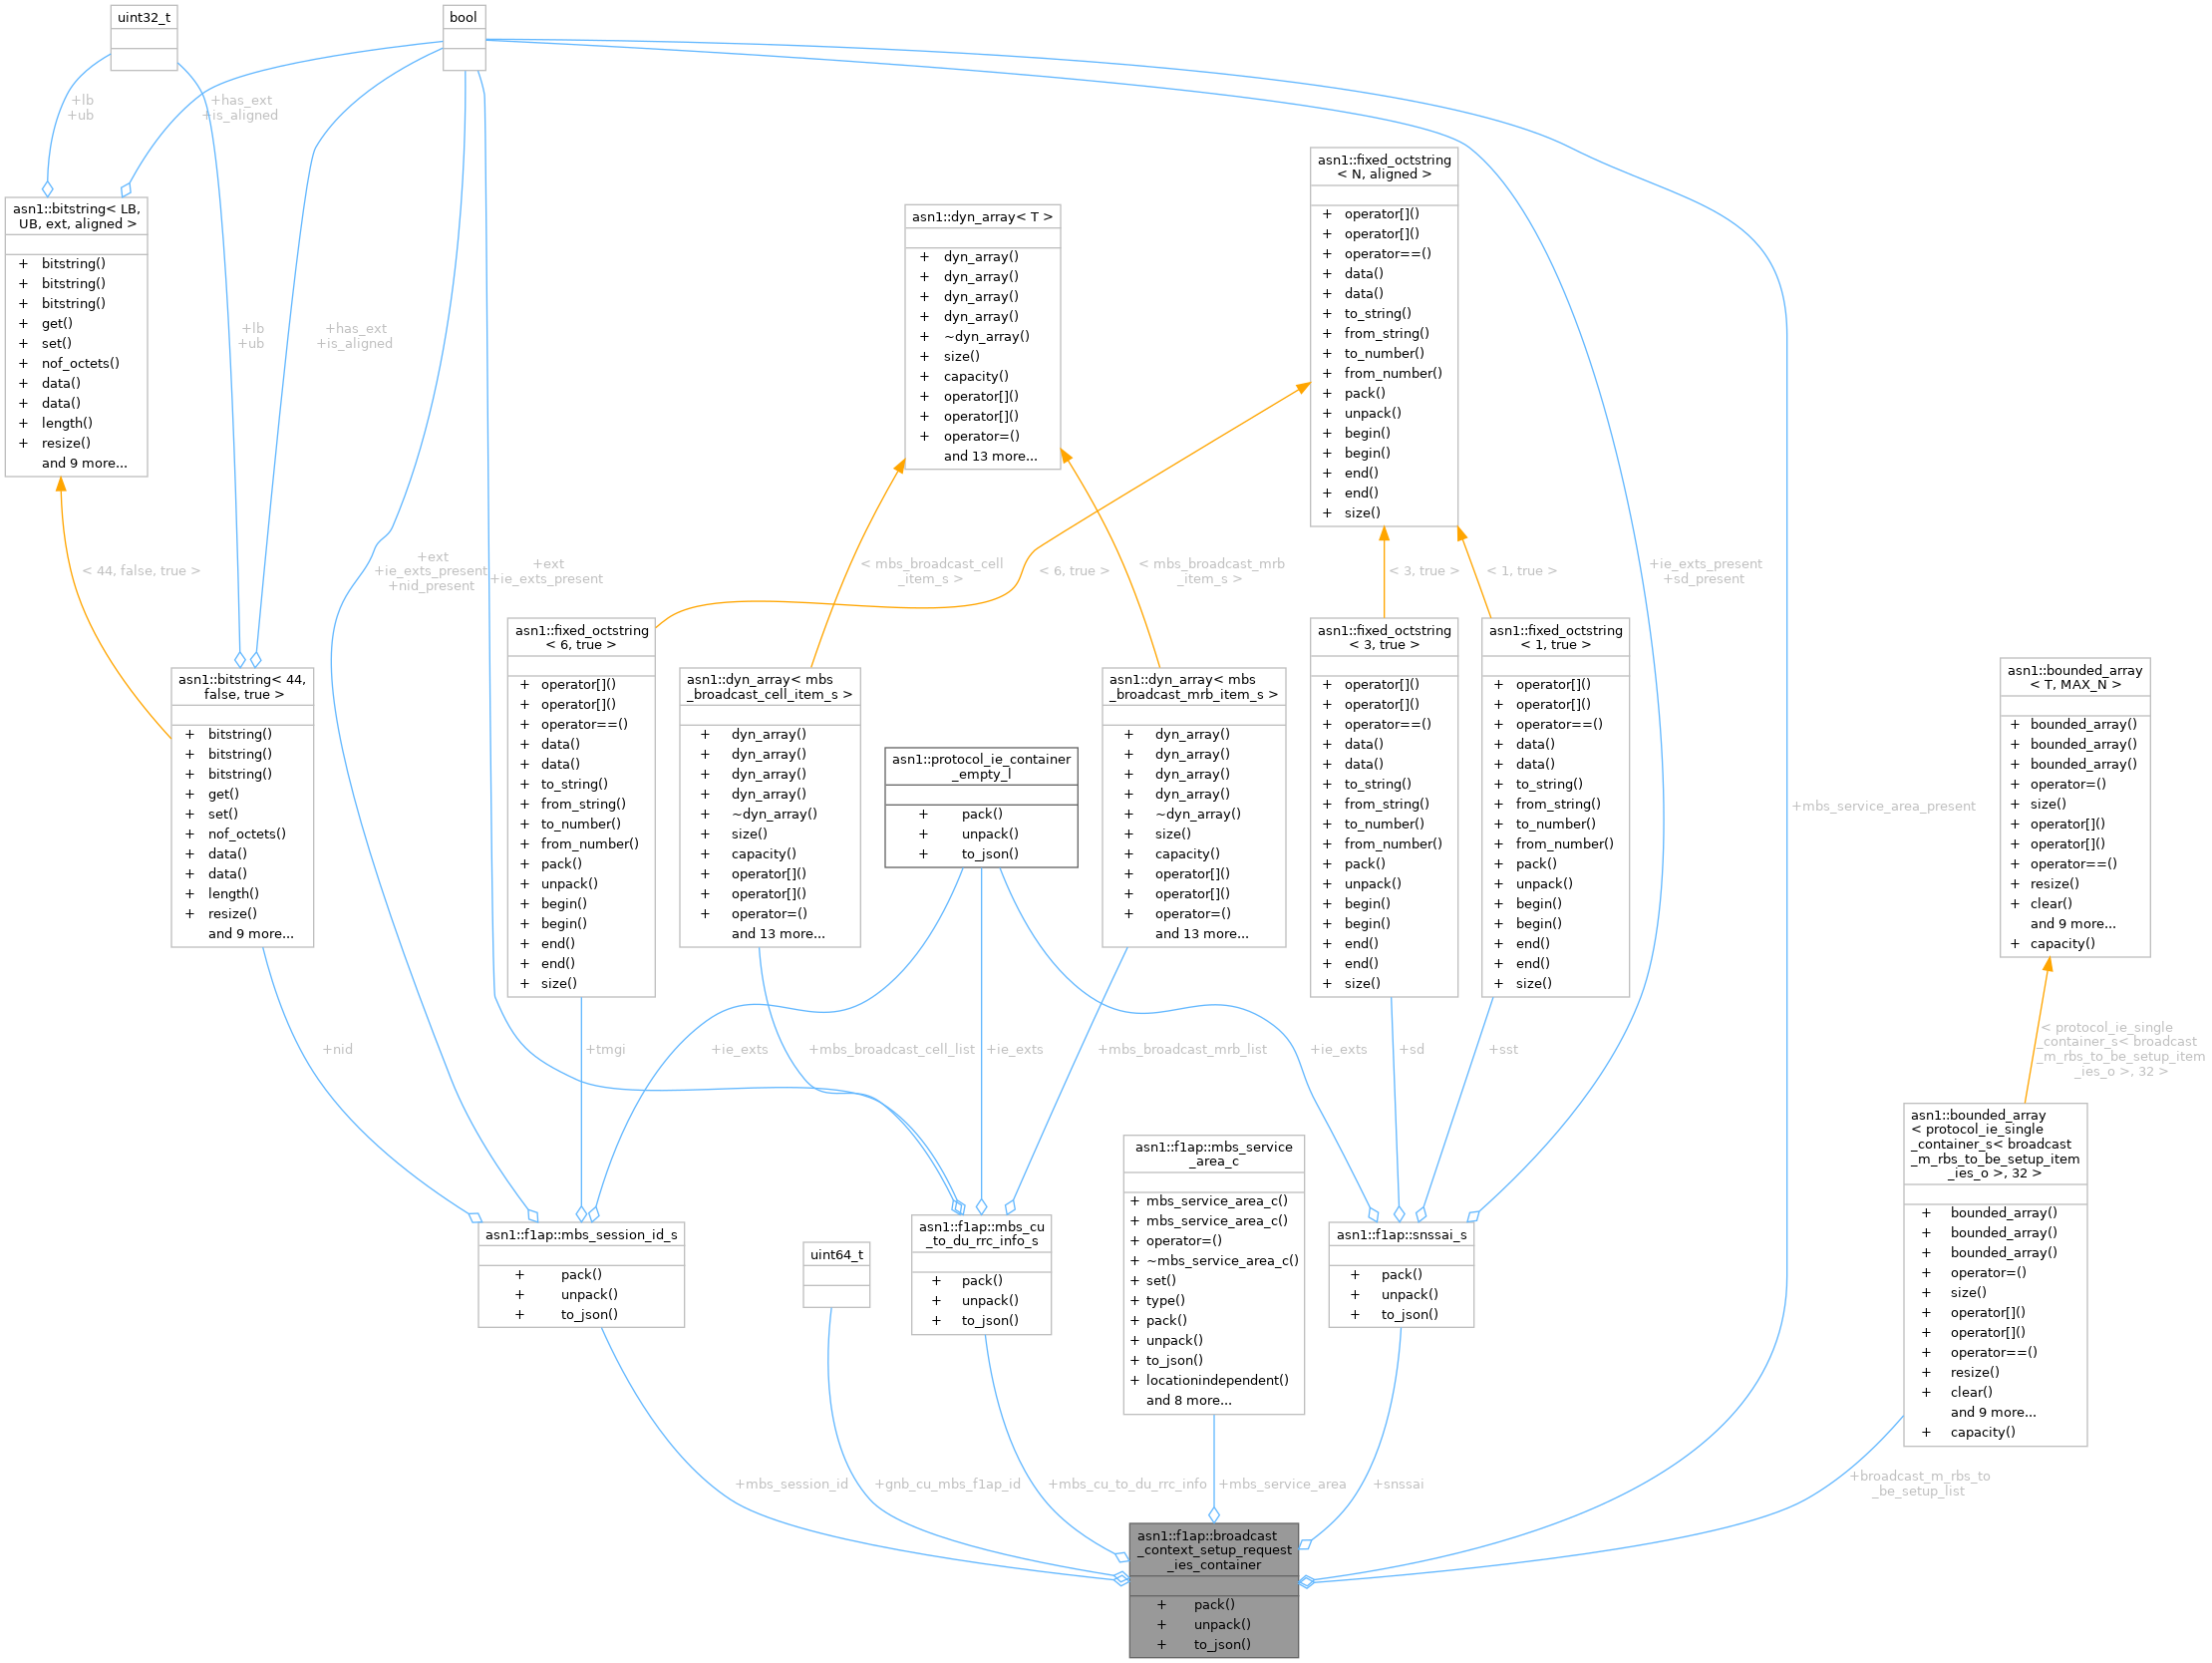 uint32_t
bool
+lb
+ub
+has_ext
+is_aligned
asn1::fixed_octstring
< N, aligned >
+ operator[]()
+ operator[]()
+ operator==()
+ data()
+ data()
+ to_string()
+ from_string()
+ to_number()
+ from_number()
+ pack()
+ unpack()
+ begin()
+ begin()
+ end()
+ end()
+ size()
asn1::bitstring< LB,
UB, ext, aligned >
+ bitstring()
+ bitstring()
+ bitstring()
+ get()
+ set()
+ nof_octets()
+ data()
+ data()
+ length()
+ resize()
and 9 more...
asn1::dyn_array< T >
+ dyn_array()
+ dyn_array()
+ dyn_array()
+ dyn_array()
+ ~dyn_array()
+ size()
+ capacity()
+ operator[]()
+ operator[]()
+ operator=()
and 13 more...
+lb
+ub
+has_ext
+is_aligned
< 44, false, true >
+ext
+ie_exts_present
+nid_present
+ext
+ie_exts_present
< mbs_broadcast_cell
_item_s >
< 6, true >
< mbs_broadcast_mrb
_item_s >
< 3, true >
< 1, true >
+ie_exts_present
+sd_present
asn1::bitstring< 44,
false, true >
+ bitstring()
+ bitstring()
+ bitstring()
+ get()
+ set()
+ nof_octets()
+ data()
+ data()
+ length()
+ resize()
and 9 more...
asn1::fixed_octstring
< 6, true >
+ operator[]()
+ operator[]()
+ operator==()
+ data()
+ data()
+ to_string()
+ from_string()
+ to_number()
+ from_number()
+ pack()
+ unpack()
+ begin()
+ begin()
+ end()
+ end()
+ size()
asn1::dyn_array< mbs
_broadcast_cell_item_s >
+ dyn_array()
+ dyn_array()
+ dyn_array()
+ dyn_array()
+ ~dyn_array()
+ size()
+ capacity()
+ operator[]()
+ operator[]()
+ operator=()
and 13 more...
asn1::protocol_ie_container
_empty_l
+ pack()
+ unpack()
+ to_json()
asn1::dyn_array< mbs
_broadcast_mrb_item_s >
+ dyn_array()
+ dyn_array()
+ dyn_array()
+ dyn_array()
+ ~dyn_array()
+ size()
+ capacity()
+ operator[]()
+ operator[]()
+ operator=()
and 13 more...
asn1::fixed_octstring
< 3, true >
+ operator[]()
+ operator[]()
+ operator==()
+ data()
+ data()
+ to_string()
+ from_string()
+ to_number()
+ from_number()
+ pack()
+ unpack()
+ begin()
+ begin()
+ end()
+ end()
+ size()
asn1::fixed_octstring
< 1, true >
+ operator[]()
+ operator[]()
+ operator==()
+ data()
+ data()
+ to_string()
+ from_string()
+ to_number()
+ from_number()
+ pack()
+ unpack()
+ begin()
+ begin()
+ end()
+ end()
+ size()
+mbs_service_area_present
asn1::bounded_array
< T, MAX_N >
+ bounded_array()
+ bounded_array()
+ bounded_array()
+ operator=()
+ size()
+ operator[]()
+ operator[]()
+ operator==()
+ resize()
+ clear()
and 9 more...
+ capacity()
+nid
+tmgi
+ie_exts
+mbs_broadcast_cell_list
+ie_exts
+mbs_broadcast_mrb_list
+ie_exts
+sd
+sst
< protocol_ie_single
_container_s< broadcast
_m_rbs_to_be_setup_item
_ies_o >, 32 >
asn1::f1ap::mbs_session_id_s
+ pack()
+ unpack()
+ to_json()
uint64_t
asn1::f1ap::mbs_cu
_to_du_rrc_info_s
+ pack()
+ unpack()
+ to_json()
asn1::f1ap::mbs_service
_area_c
+ mbs_service_area_c()
+ mbs_service_area_c()
+ operator=()
+ ~mbs_service_area_c()
+ set()
+ type()
+ pack()
+ unpack()
+ to_json()
+ locationindependent()
and 8 more...
asn1::f1ap::snssai_s
+ pack()
+ unpack()
+ to_json()
asn1::bounded_array
< protocol_ie_single
_container_s< broadcast
_m_rbs_to_be_setup_item
_ies_o >, 32 >
+ bounded_array()
+ bounded_array()
+ bounded_array()
+ operator=()
+ size()
+ operator[]()
+ operator[]()
+ operator==()
+ resize()
+ clear()
and 9 more...
+ capacity()
+mbs_session_id
+gnb_cu_mbs_f1ap_id
+mbs_cu_to_du_rrc_info
+mbs_service_area
+snssai
+broadcast_m_rbs_to
_be_setup_list
asn1::f1ap::broadcast
_context_setup_request
_ies_container
+ pack()
+ unpack()
+ to_json()